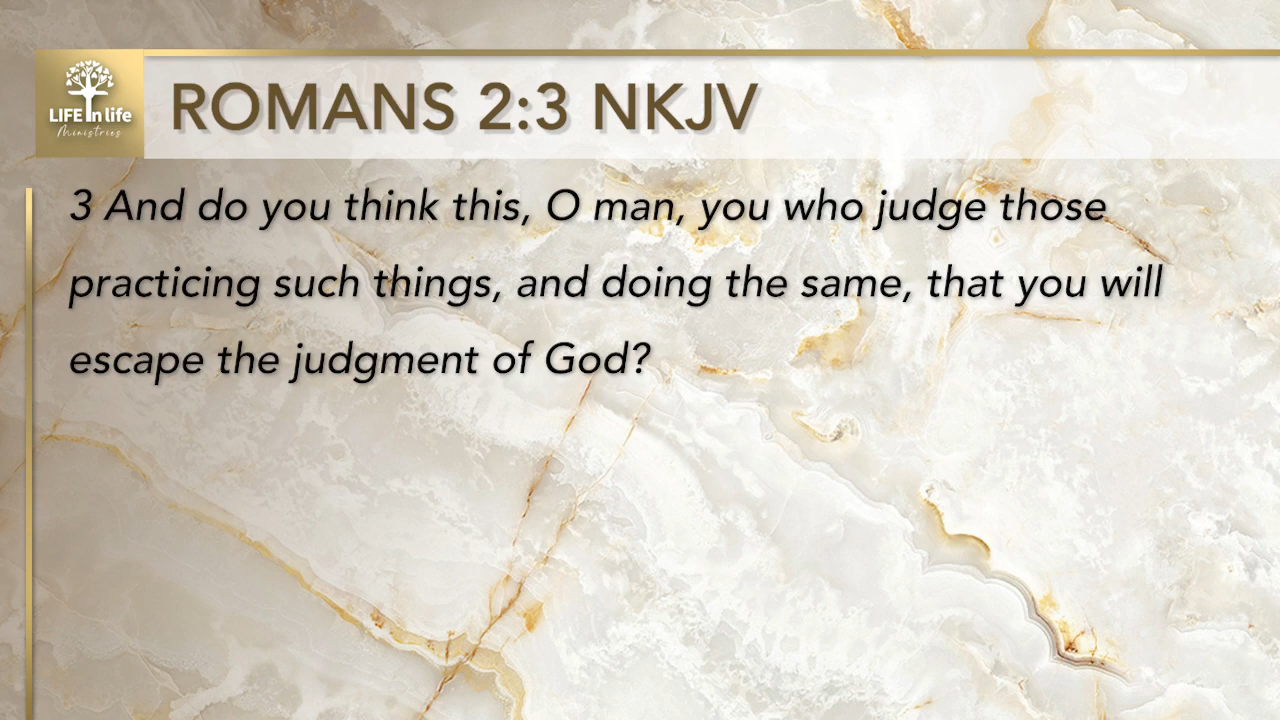 LIFE In life
Ministries
ROMANS 2:3 NKJV
3 And do you think this, O man, you who judge those
practicing such things, and doing the same, that you will
escape the judgment of God?